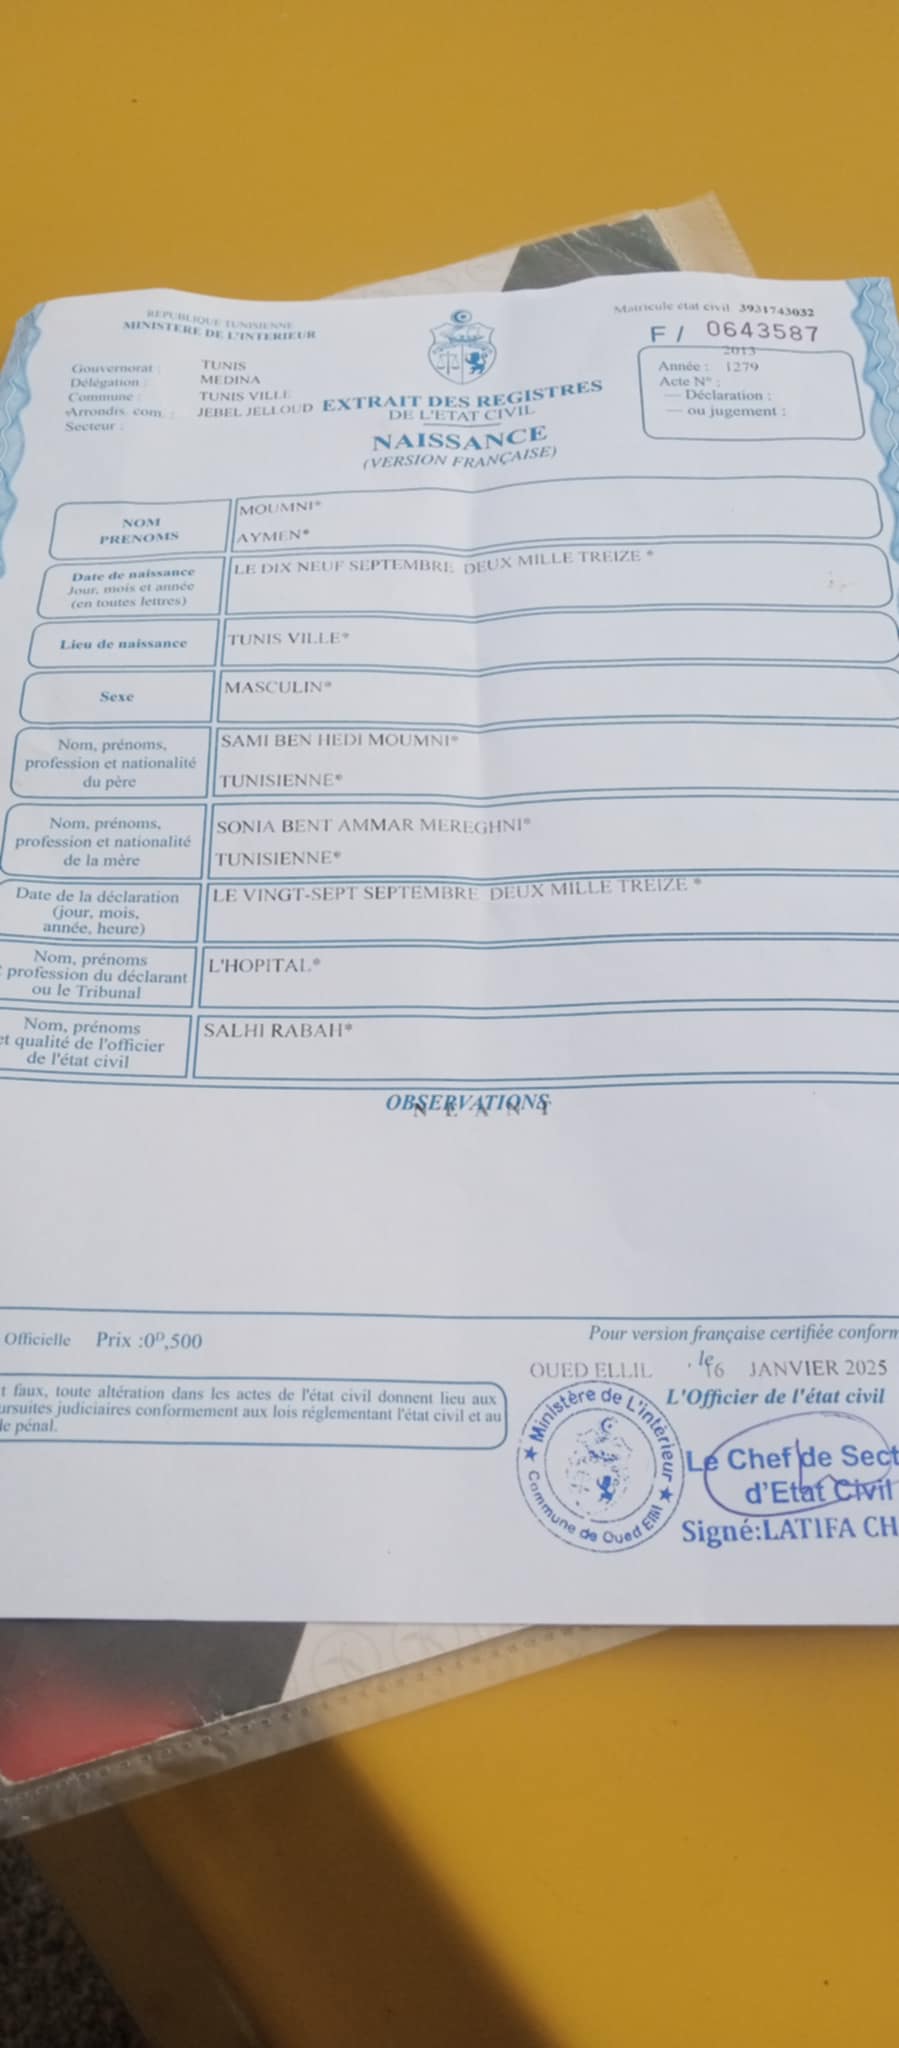 REPUBLIQUE TUNISIENNE
MINISTERE DE L'INTERIEUR
Matricule état civil 3931743032
F / 0643587
Gouvernorat : TUNIS
Délégation : MEDINA
Commune : TUNIS VILLE
Arrondis. com. : JEBEL JELLOUD
Secteur :
2013
Année : 1279
Acte N° :
— Déclaration :
— ou jugement :
EXTRAIT DES REGISTRES
DE L'ETAT CIVIL
NAISSANCE
(VERSION FRANÇAISE)
NOM
PRENOMS
MOUMNI*
AYMEN*
Date de naissance
Jour, mois et année
(en toutes lettres)
LE DIX NEUF SEPTEMBRE DEUX MILLE TREIZE *
Lieu de naissance
TUNIS VILLE*
Sexe
MASCULIN*
Nom, prénoms,
profession et nationalité
du père
SAMI BEN HEDI MOUMNI*
TUNISIENNE*
Nom, prénoms,
profession et nationalité
de la mère
SONIA BENT AMMAR MEREGHNI*
TUNISIENNE*
Date de la déclaration
(jour, mois,
année, heure)
LE VINGT-SEPT SEPTEMBRE DEUX MILLE TREIZE *
Nom, prénoms
t profession du déclarant
ou le Tribunal
L'HOPITAL*
Nom, prénoms
et qualité de l'officier
de l'état civil
SALHI RABAH*
OBSERVATIONS
N E A N T
Officielle Prix :0ᴰ,500
t faux, toute altération dans les actes de l'état civil donnent lieu aux
ursuites judiciaires conformement aux lois réglementant l'état civil et au
le pénal.
Pour version française certifiée conform
OUED ELLIL , le 16 JANVIER 2025
L'Officier de l'état civil
★ Ministère de L'intérieur ★
Commune de Oued Ellil
Le Chef de Sect
d'Etat Civil
Signé:LATIFA CH